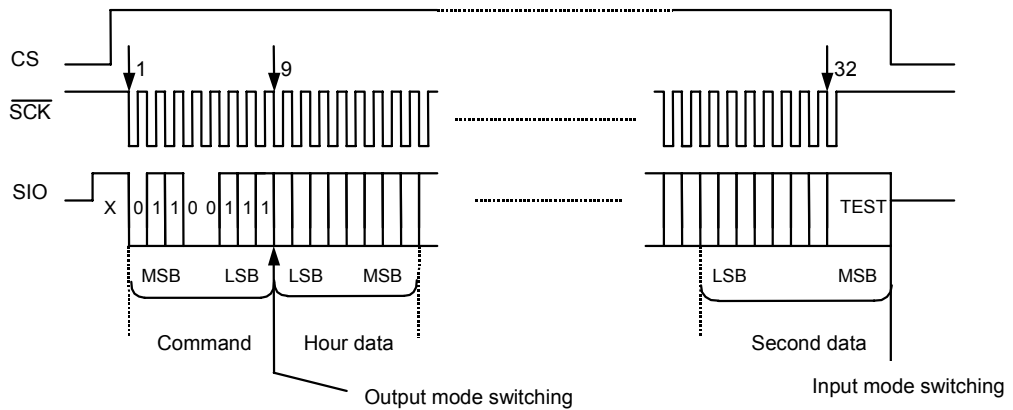 CS
1 9 32
SCK
SIO
X 0 1 1 0 0 1 1 1 TEST
MSB LSB LSB MSB LSB MSB
Command Hour data Second data
Output mode switching Input mode switching